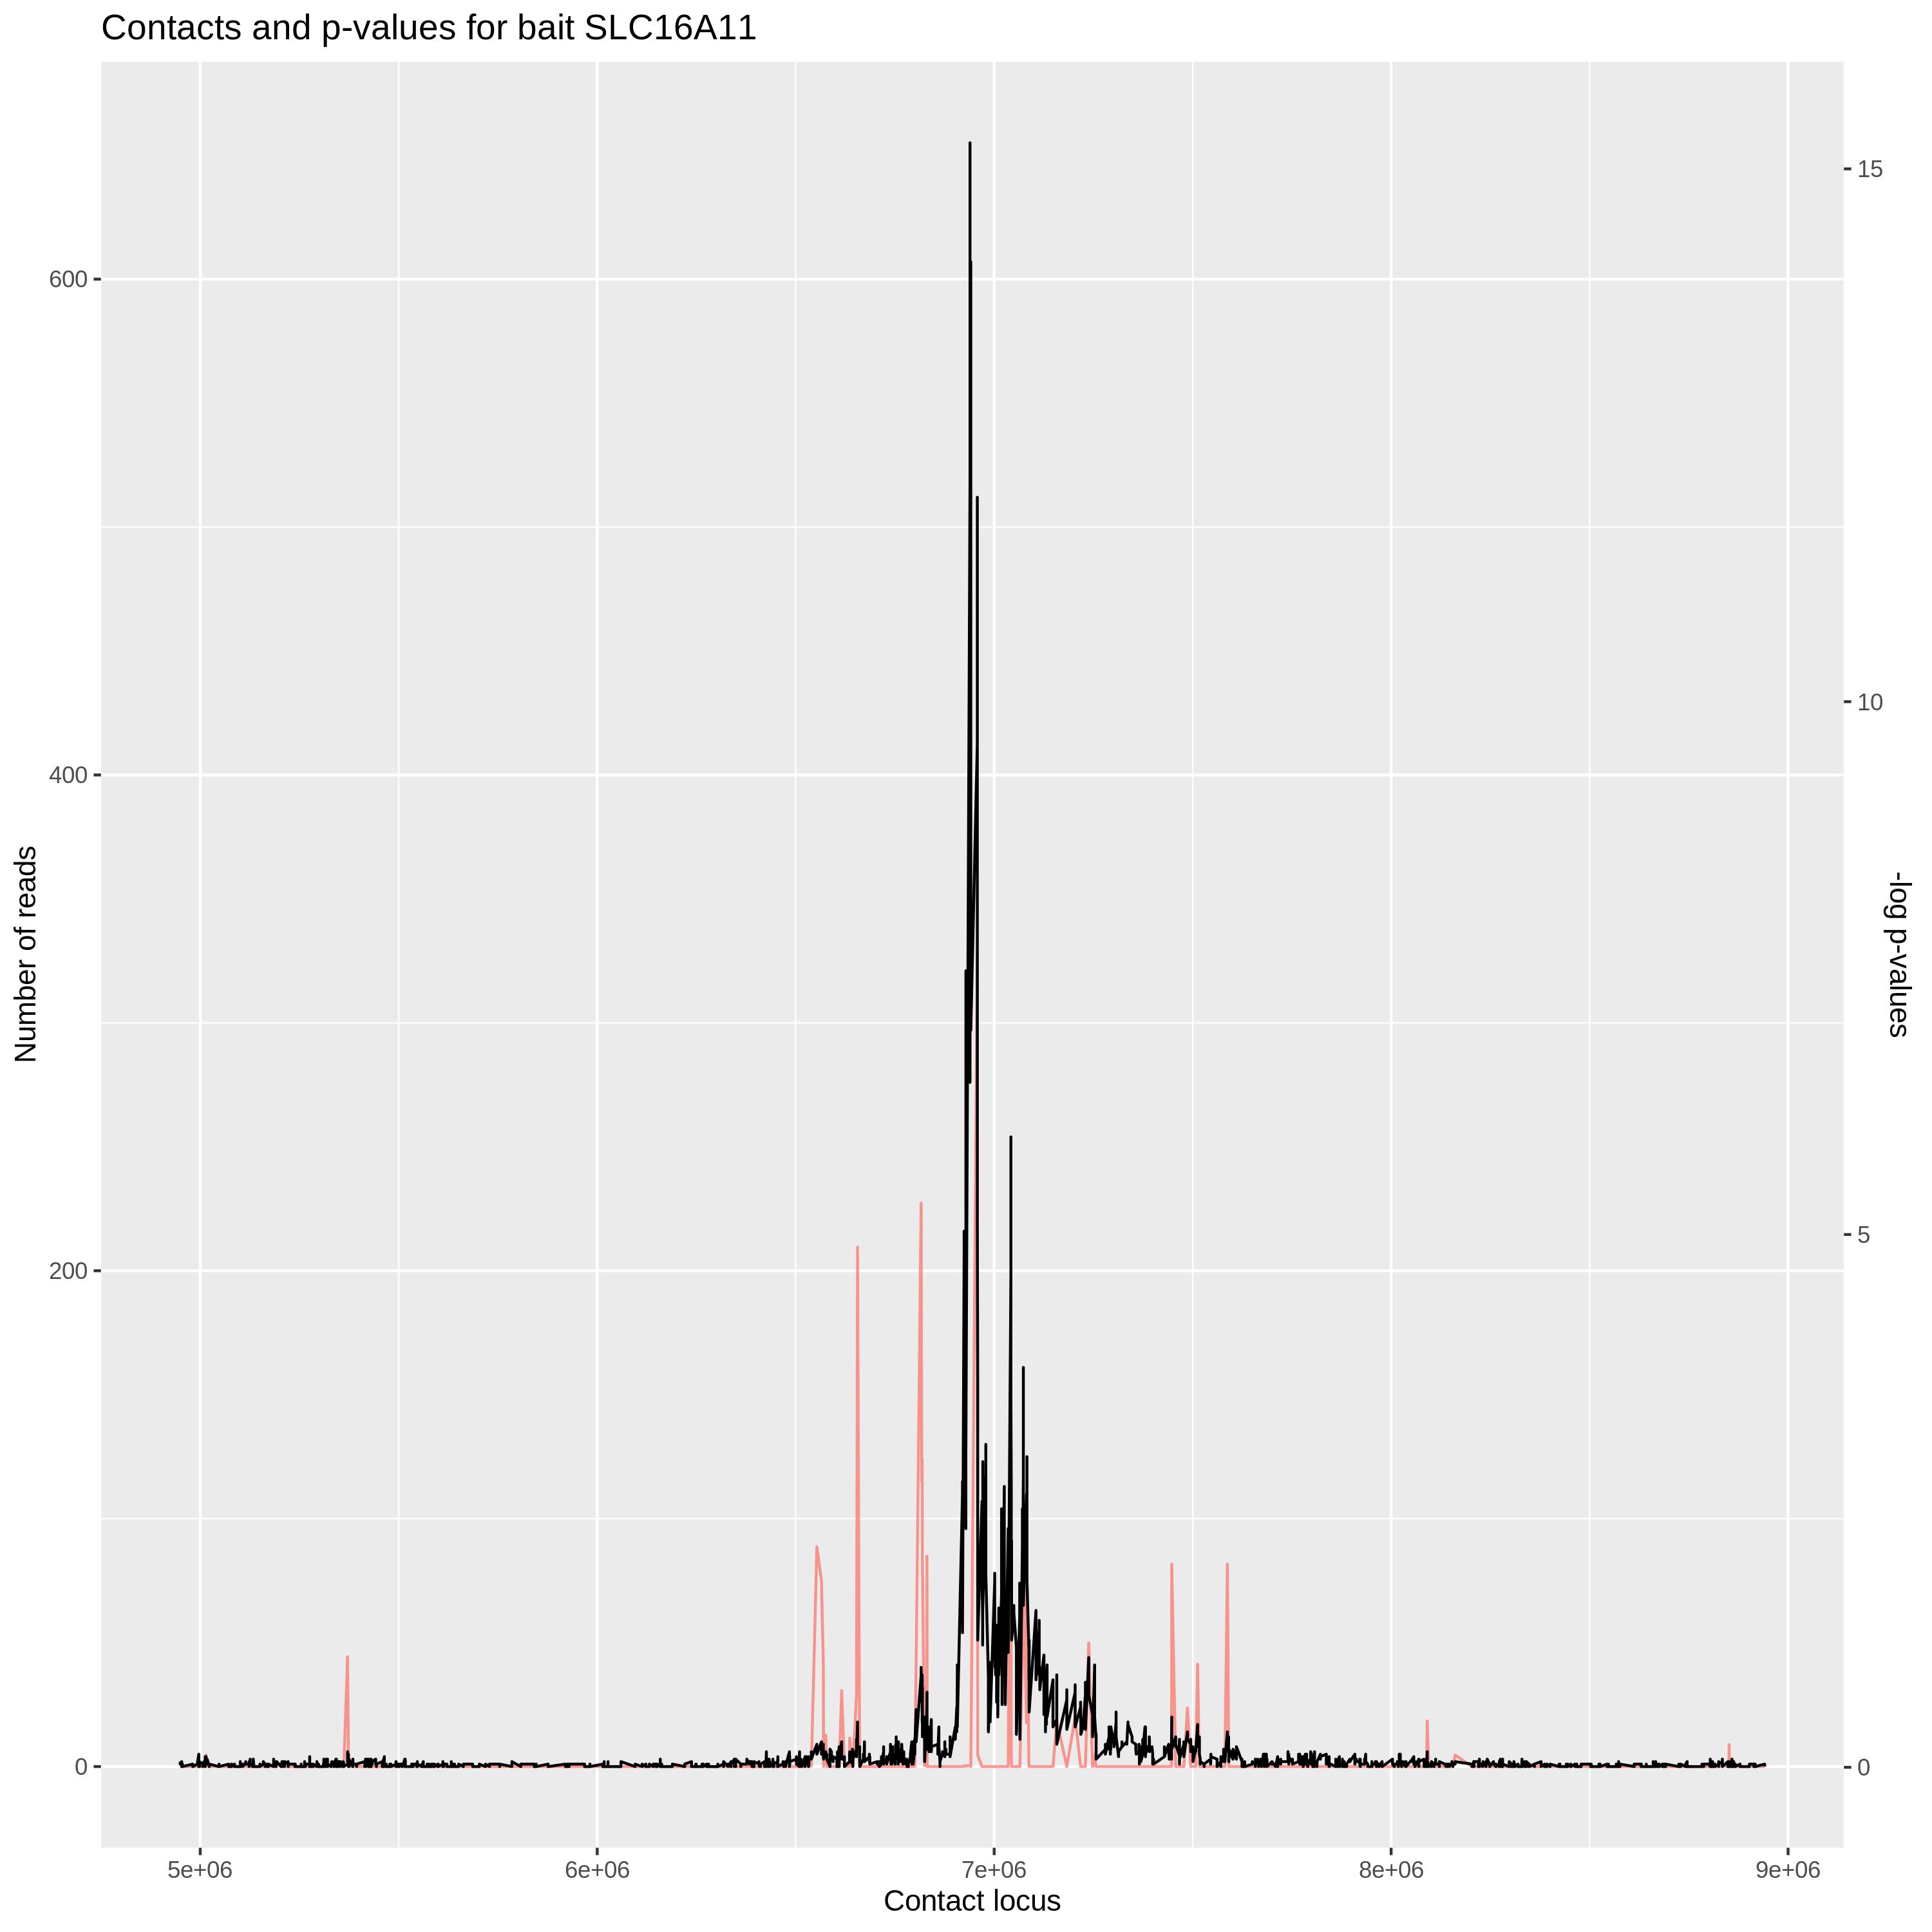 Contacts and p-values for bait SLC16A11
Number of reads
600
400
200
0
15
10
5
0
-log p-values
5e+06
6e+06
7e+06
8e+06
9e+06
Contact locus